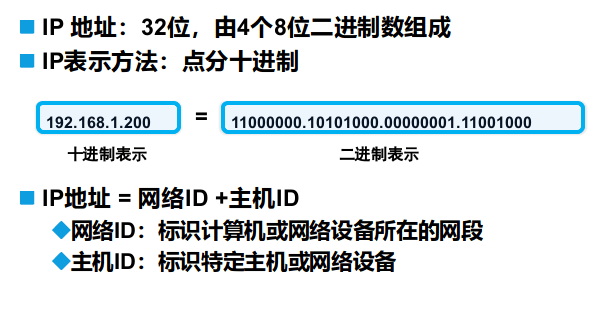 IP 地址：32位，由4个8位二进制数组成
IP表示方法：点分十进制
192.168.1.200 = 11000000.10101000.00000001.11001000
十进制表示 二进制表示
IP地址 = 网络ID +主机ID
网络ID：标识计算机或网络设备所在的网段
主机ID：标识特定主机或网络设备